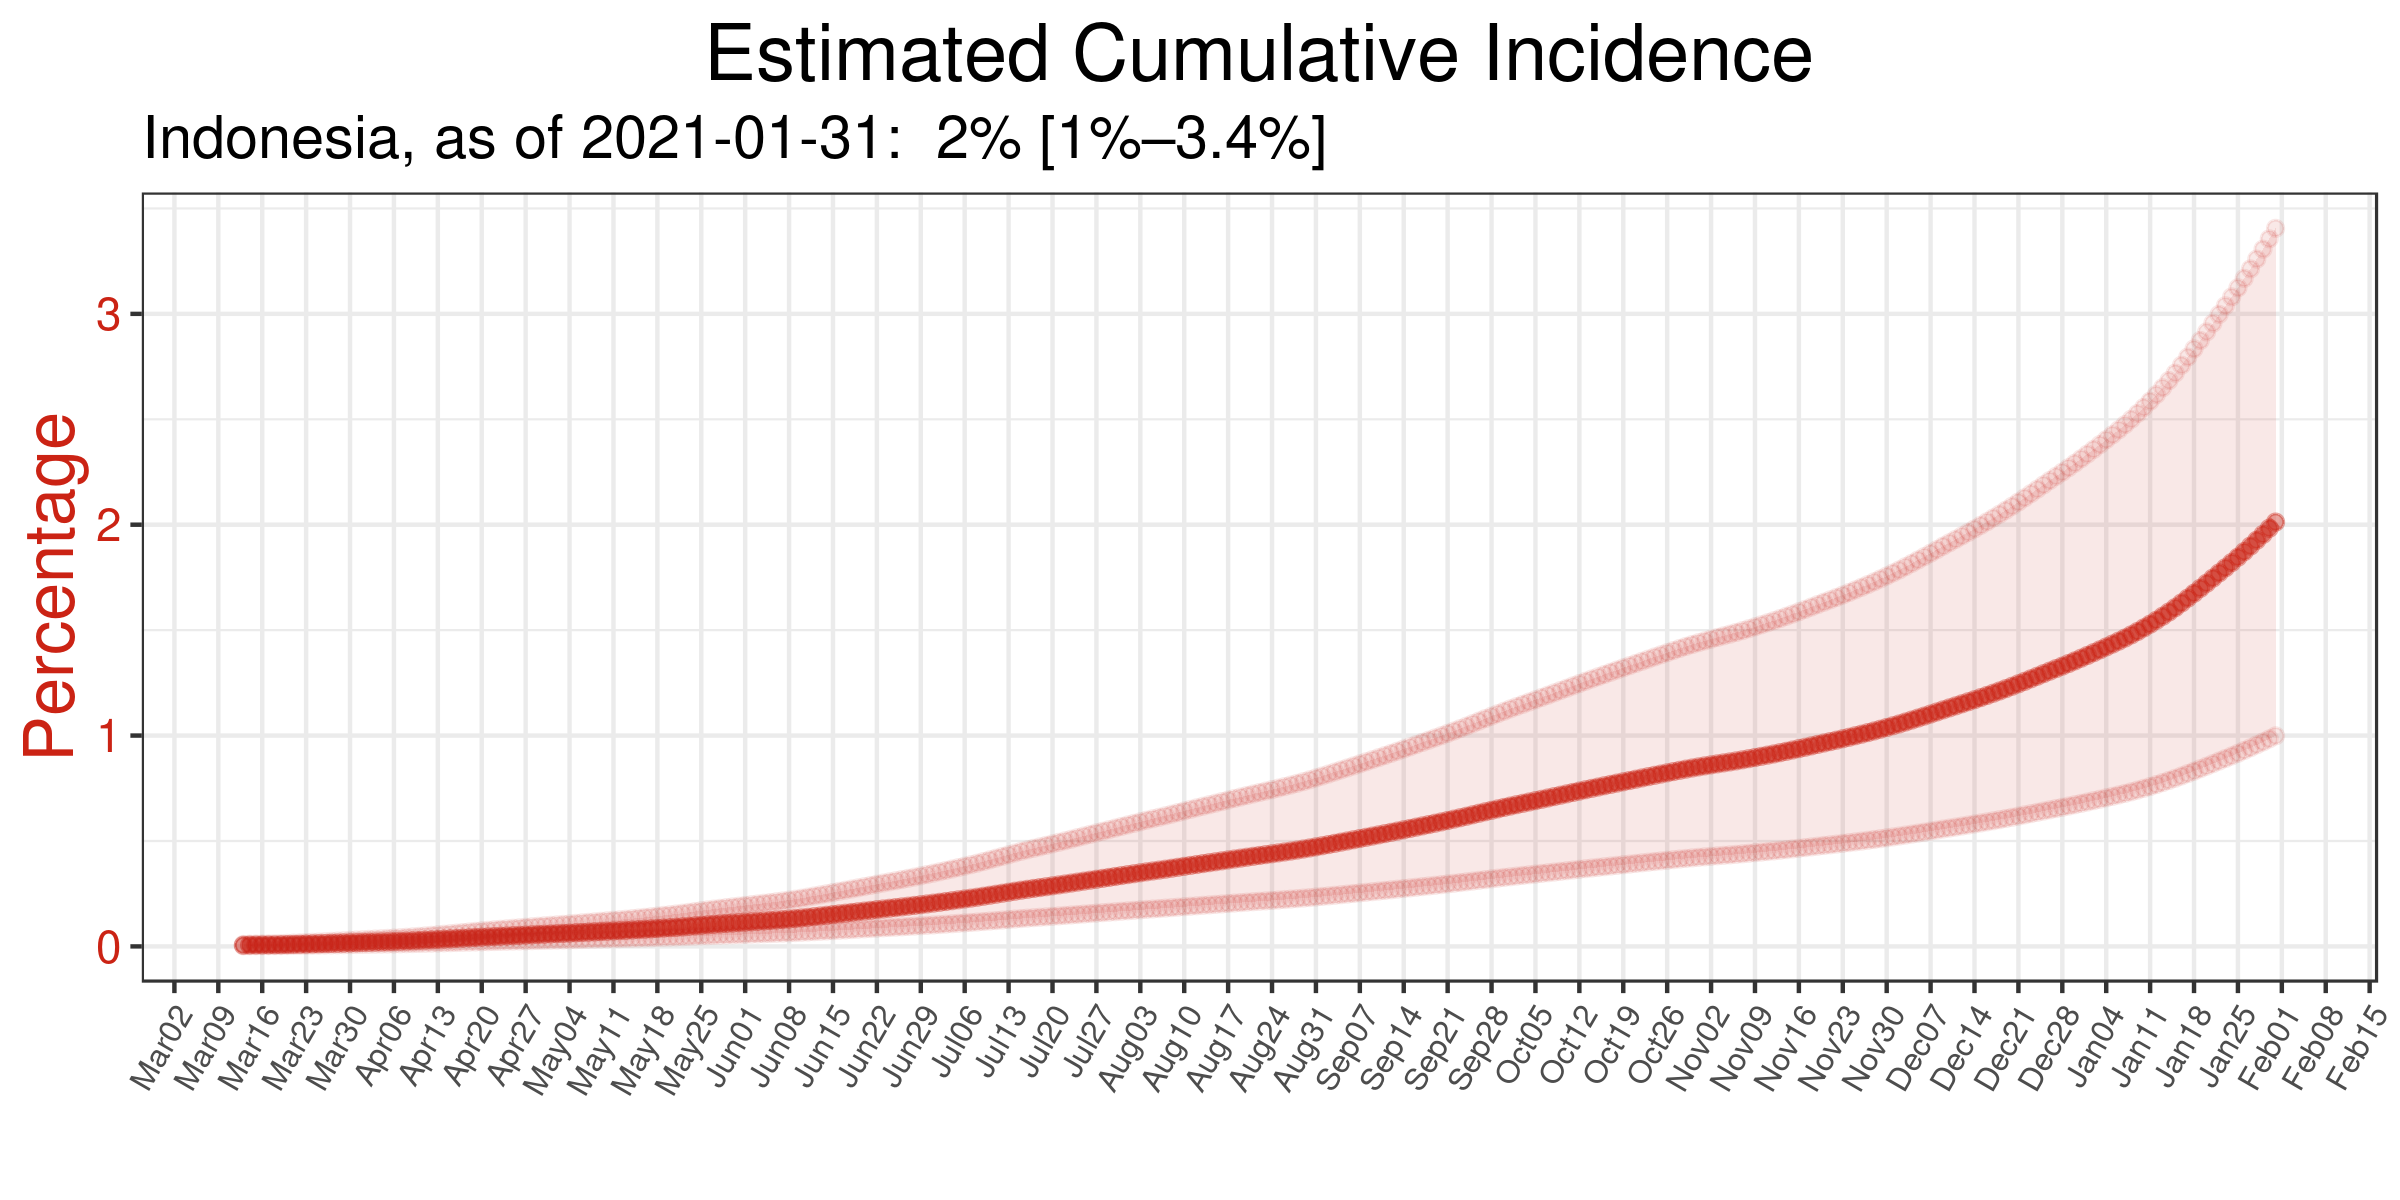 Estimated Cumulative Incidence
Indonesia, as of 2021-01-31:  2% [1%–3.4%]
Percentage
3
2
1
0
Mar02
Mar09
Mar16
Mar23
Mar30
Apr06
Apr13
Apr20
Apr27
May04
May11
May18
May25
Jun01
Jun08
Jun15
Jun22
Jun29
Jul06
Jul13
Jul20
Jul27
Aug03
Aug10
Aug17
Aug24
Aug31
Sep07
Sep14
Sep21
Sep28
Oct05
Oct12
Oct19
Oct26
Nov02
Nov09
Nov16
Nov23
Nov30
Dec07
Dec14
Dec21
Dec28
Jan04
Jan11
Jan18
Jan25
Feb01
Feb08
Feb15